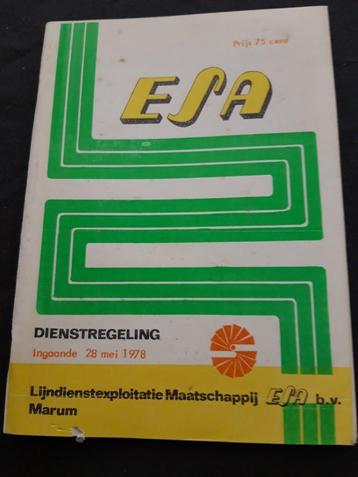 Prijs 75 cent
ESA
DIENSTREGELING
Ingaande 28 mei 1978
Lijndienstexploitatie Maatschappij ESA b.v.
Marum